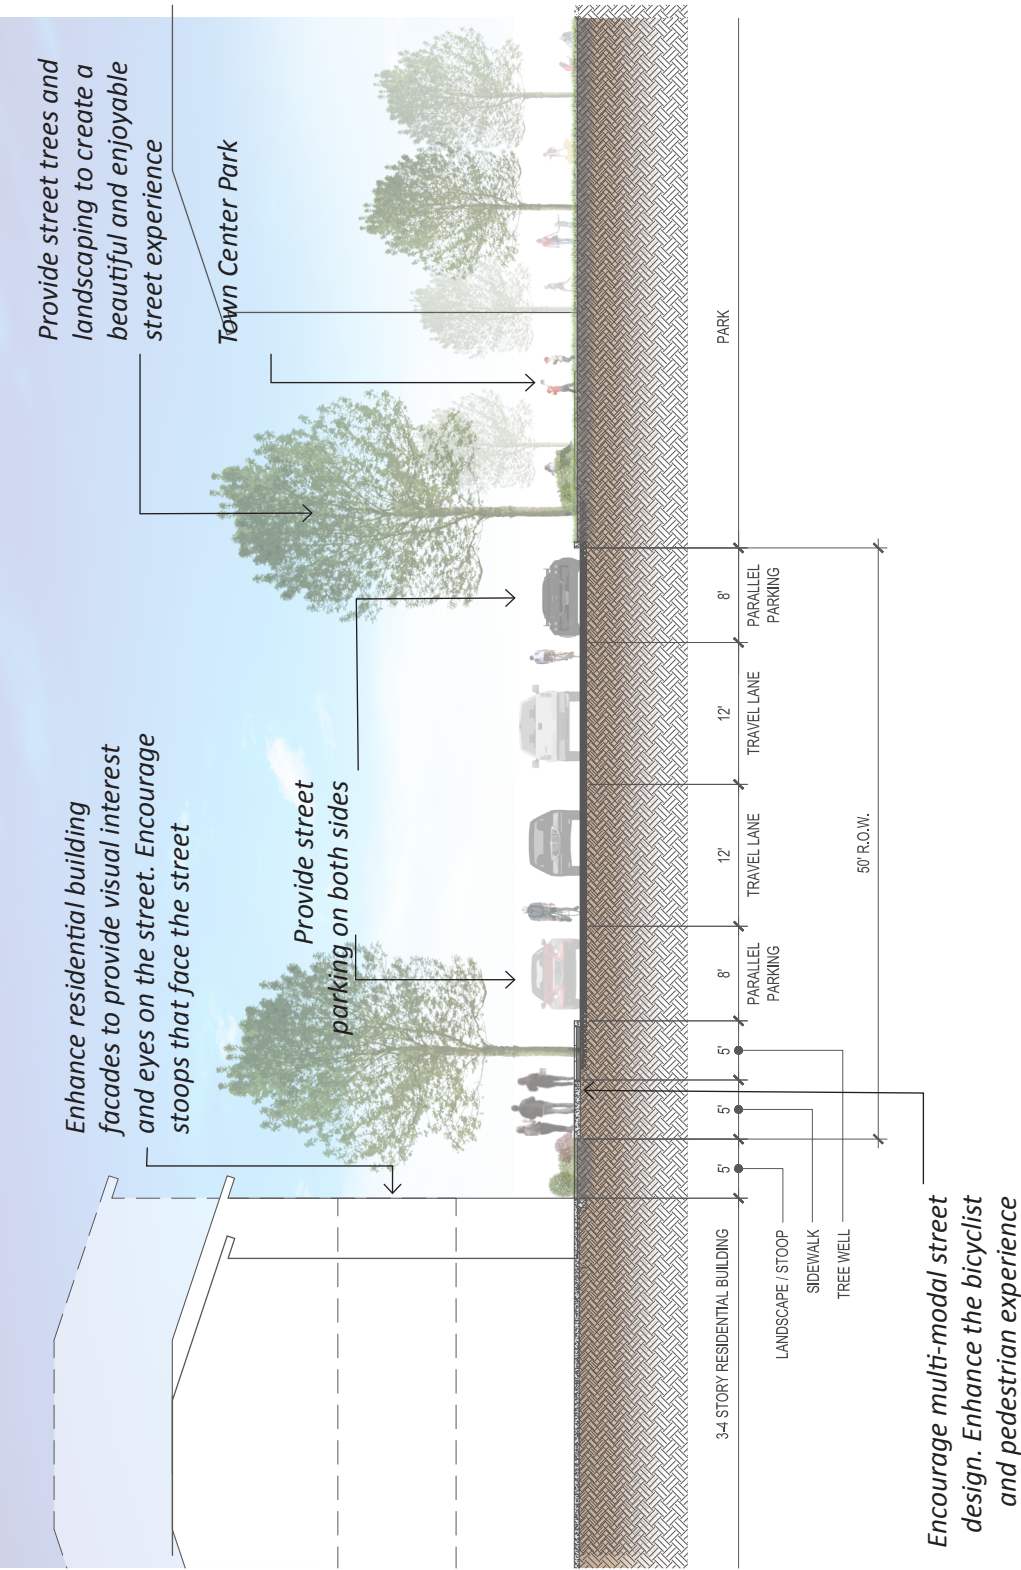 Enhance residential building
facades to provide visual interest
and eyes on the street. Encourage
stoops that face the street
Provide street trees and
landscaping to create a
beautiful and enjoyable
street experience
Town Center Park
Provide street
parking on both sides
3-4 STORY RESIDENTIAL BUILDING
5'
5'
5'
8'
PARALLEL
PARKING
12'
TRAVEL LANE
12'
TRAVEL LANE
8'
PARALLEL
PARKING
PARK
LANDSCAPE / STOOP
SIDEWALK
TREE WELL
50' R.O.W.
Encourage multi-modal street
design. Enhance the bicyclist
and pedestrian experience